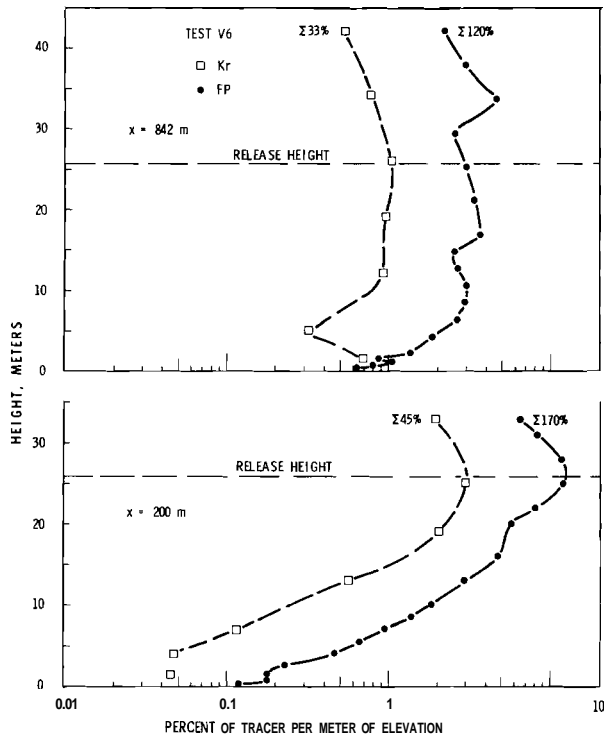 TEST V6
Σ33%
Σ120%
□ Kr
● FP
x = 842 m
RELEASE HEIGHT
40
30
20
10
0
HEIGHT, METERS
Σ45%
Σ170%
RELEASE HEIGHT
x = 200 m
30
20
10
0
0.01
0.1
1
10
PERCENT OF TRACER PER METER OF ELEVATION